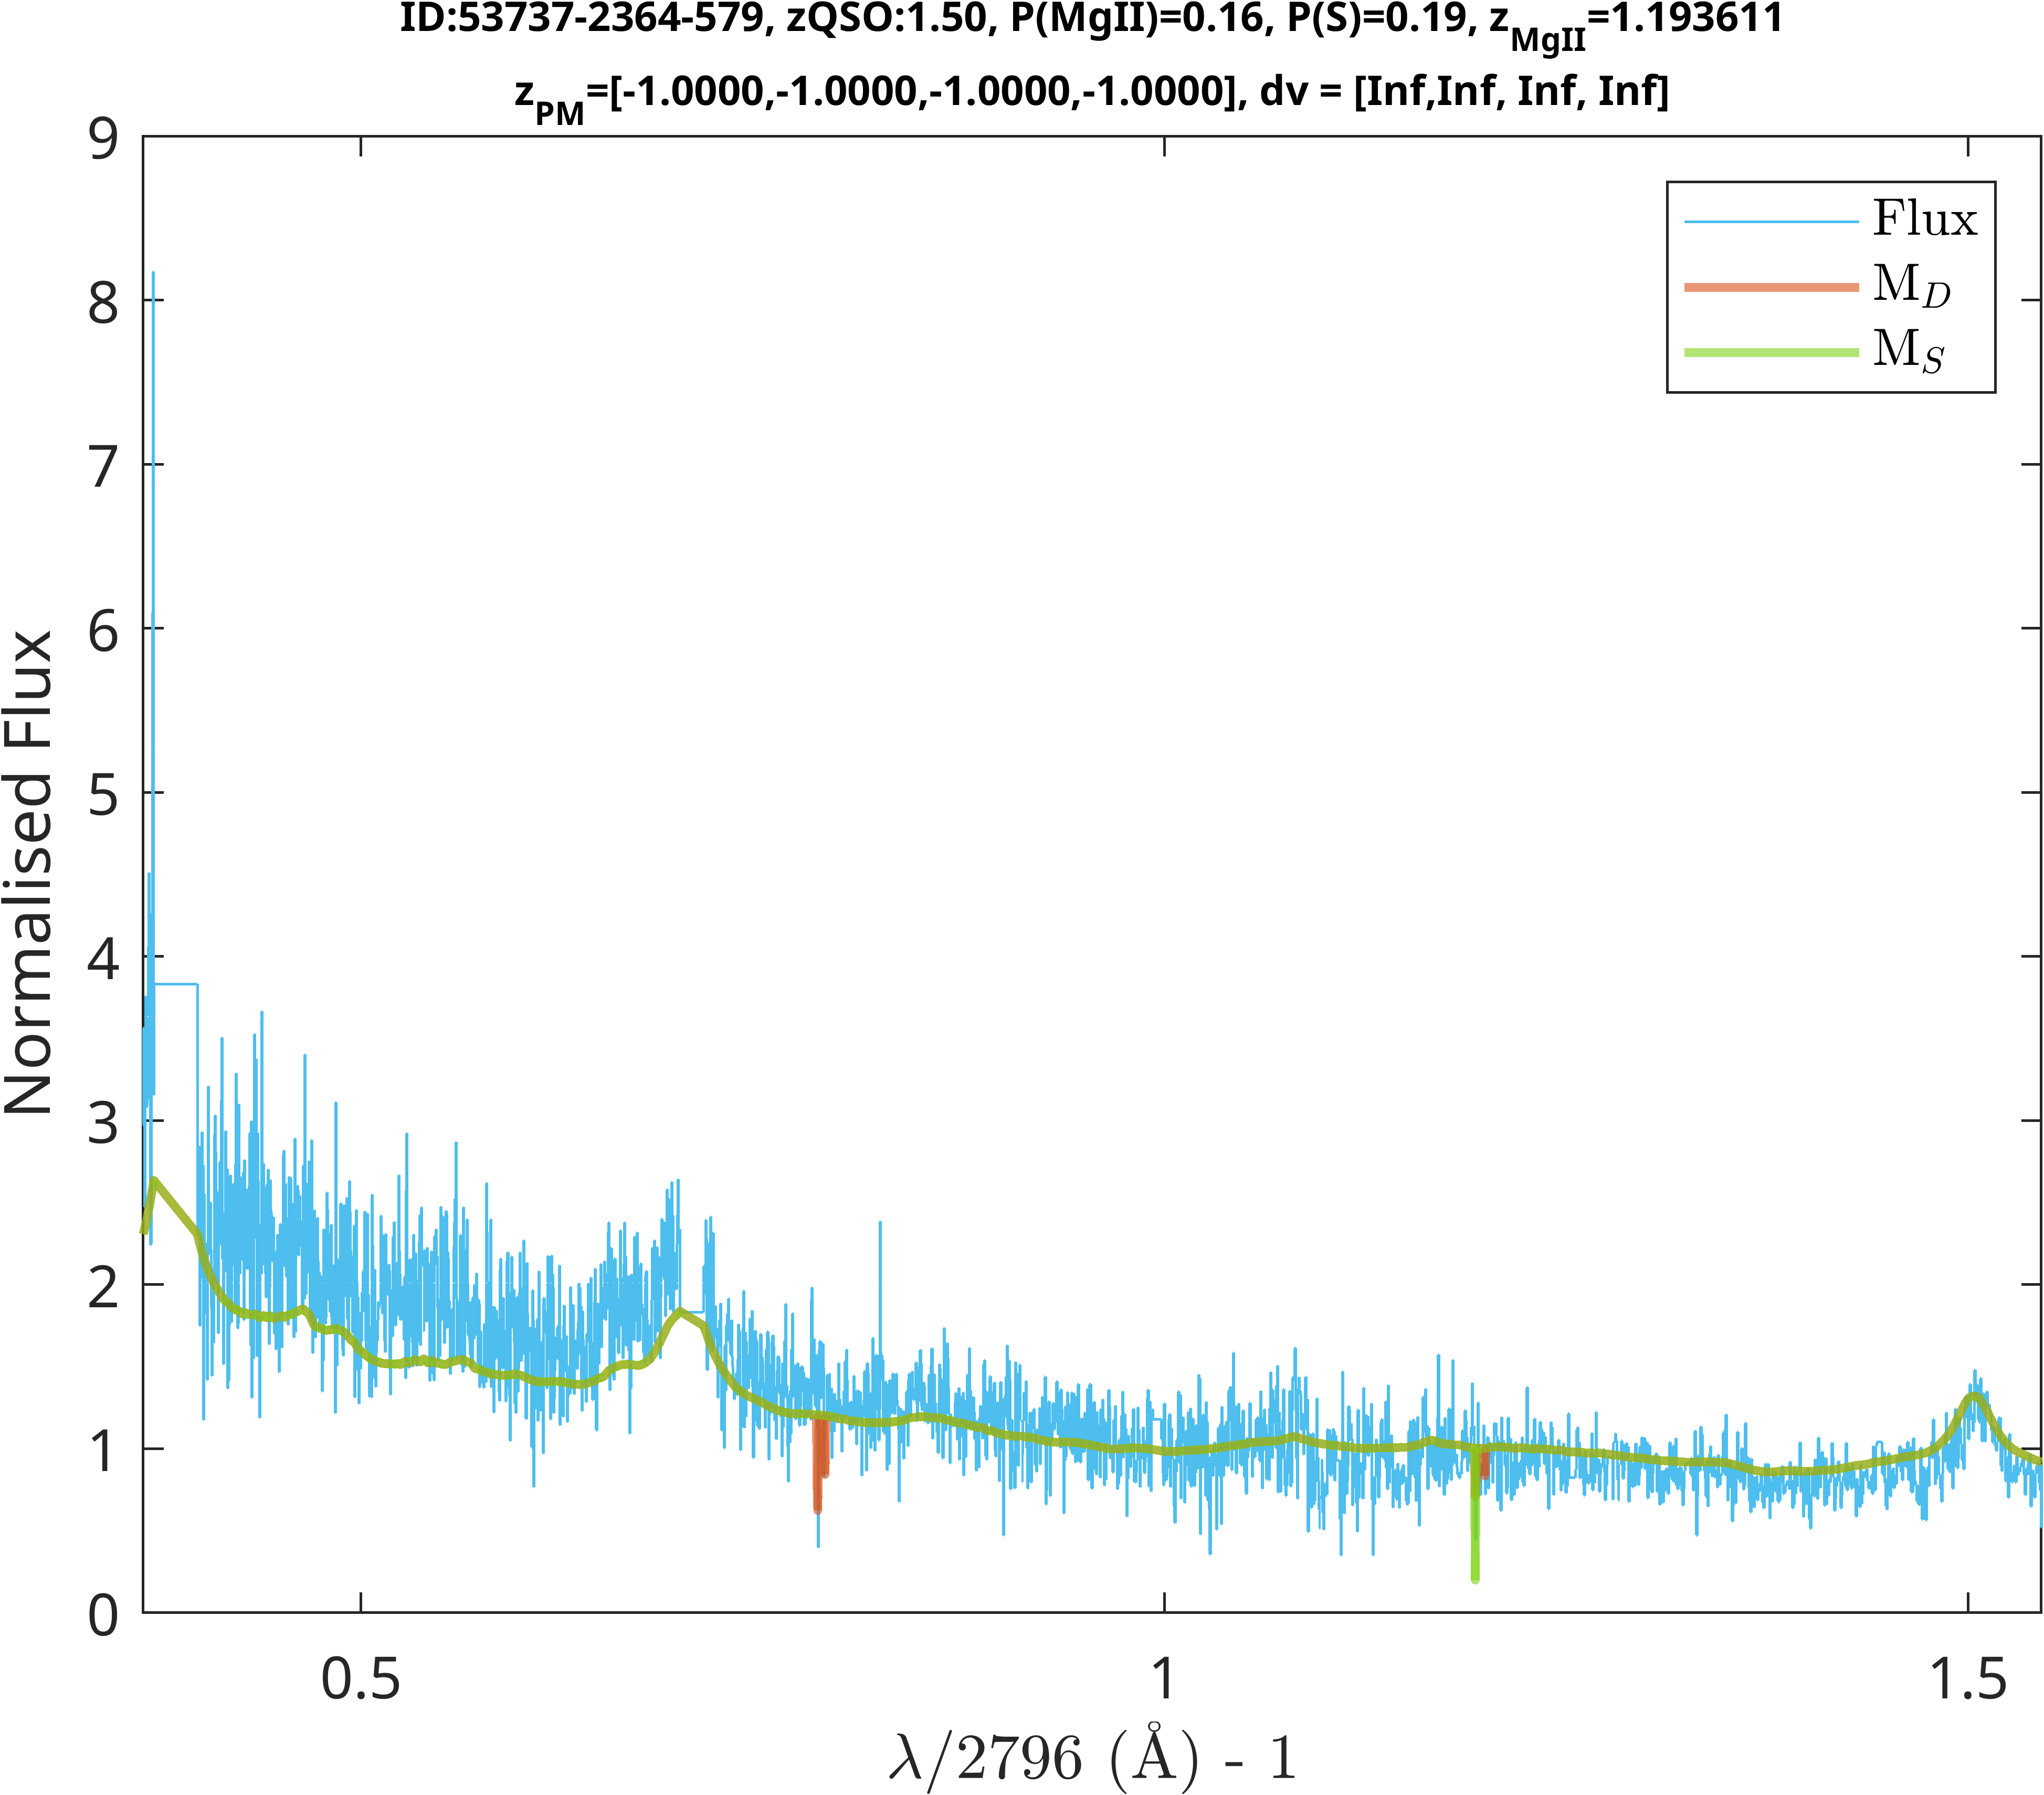 ID:53737-2364-579, zQSO:1.50, P(MgII)=0.16, P(S)=0.19, zMgII=1.193611
zPM=[-1.0000,-1.0000,-1.0000,-1.0000], dv = [Inf,Inf, Inf, Inf]
9
8
7
6
5
4
3
2
1
0
Normalised Flux
Flux
MD
MS
0.5
1
1.5
λ/2796 (Å) - 1